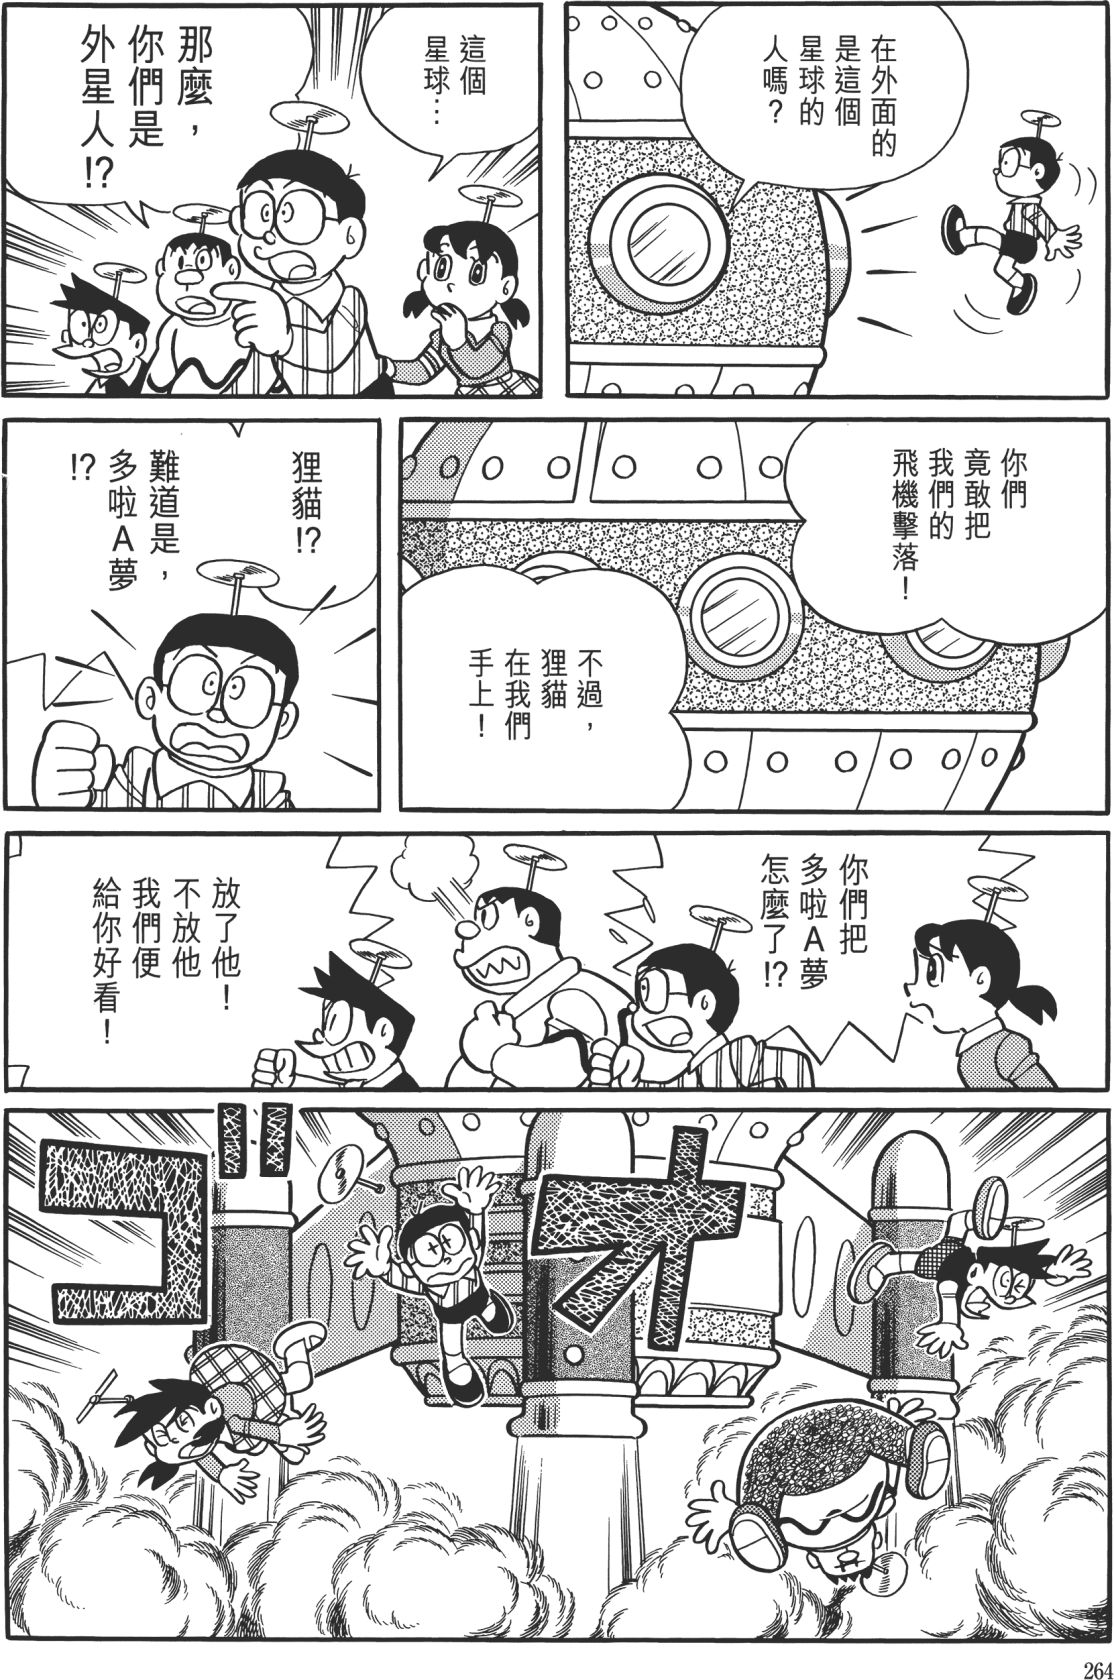 在外面的
是這個
星球的
人嗎？
這個
星球…
那麼，
你們是
外星人!?
你們
竟敢把
我們的
飛機擊落！
不過，
狸貓
在我們
手上！
狸貓!?
難道是，
多啦A夢
!?
你們把
多啦A夢
怎麼了!?
放了他！
不放他
我們便
給你好看！
ゴオ
264